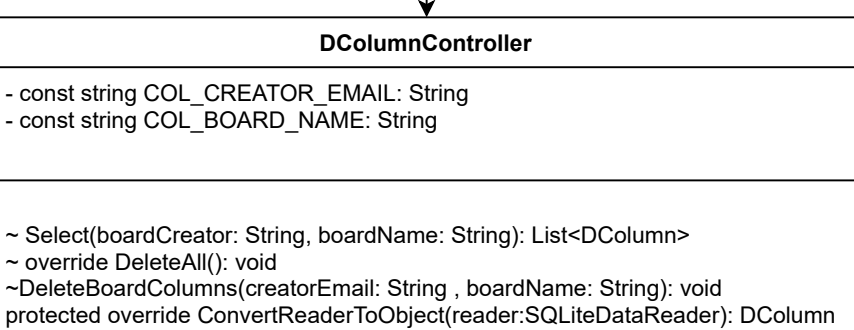 DColumnController
- const string COL_CREATOR_EMAIL: String
- const string COL_BOARD_NAME: String
~ Select(boardCreator: String, boardName: String): List<DColumn>
~ override DeleteAll(): void
~DeleteBoardColumns(creatorEmail: String , boardName: String): void
protected override ConvertReaderToObject(reader:SQLiteDataReader): DColumn